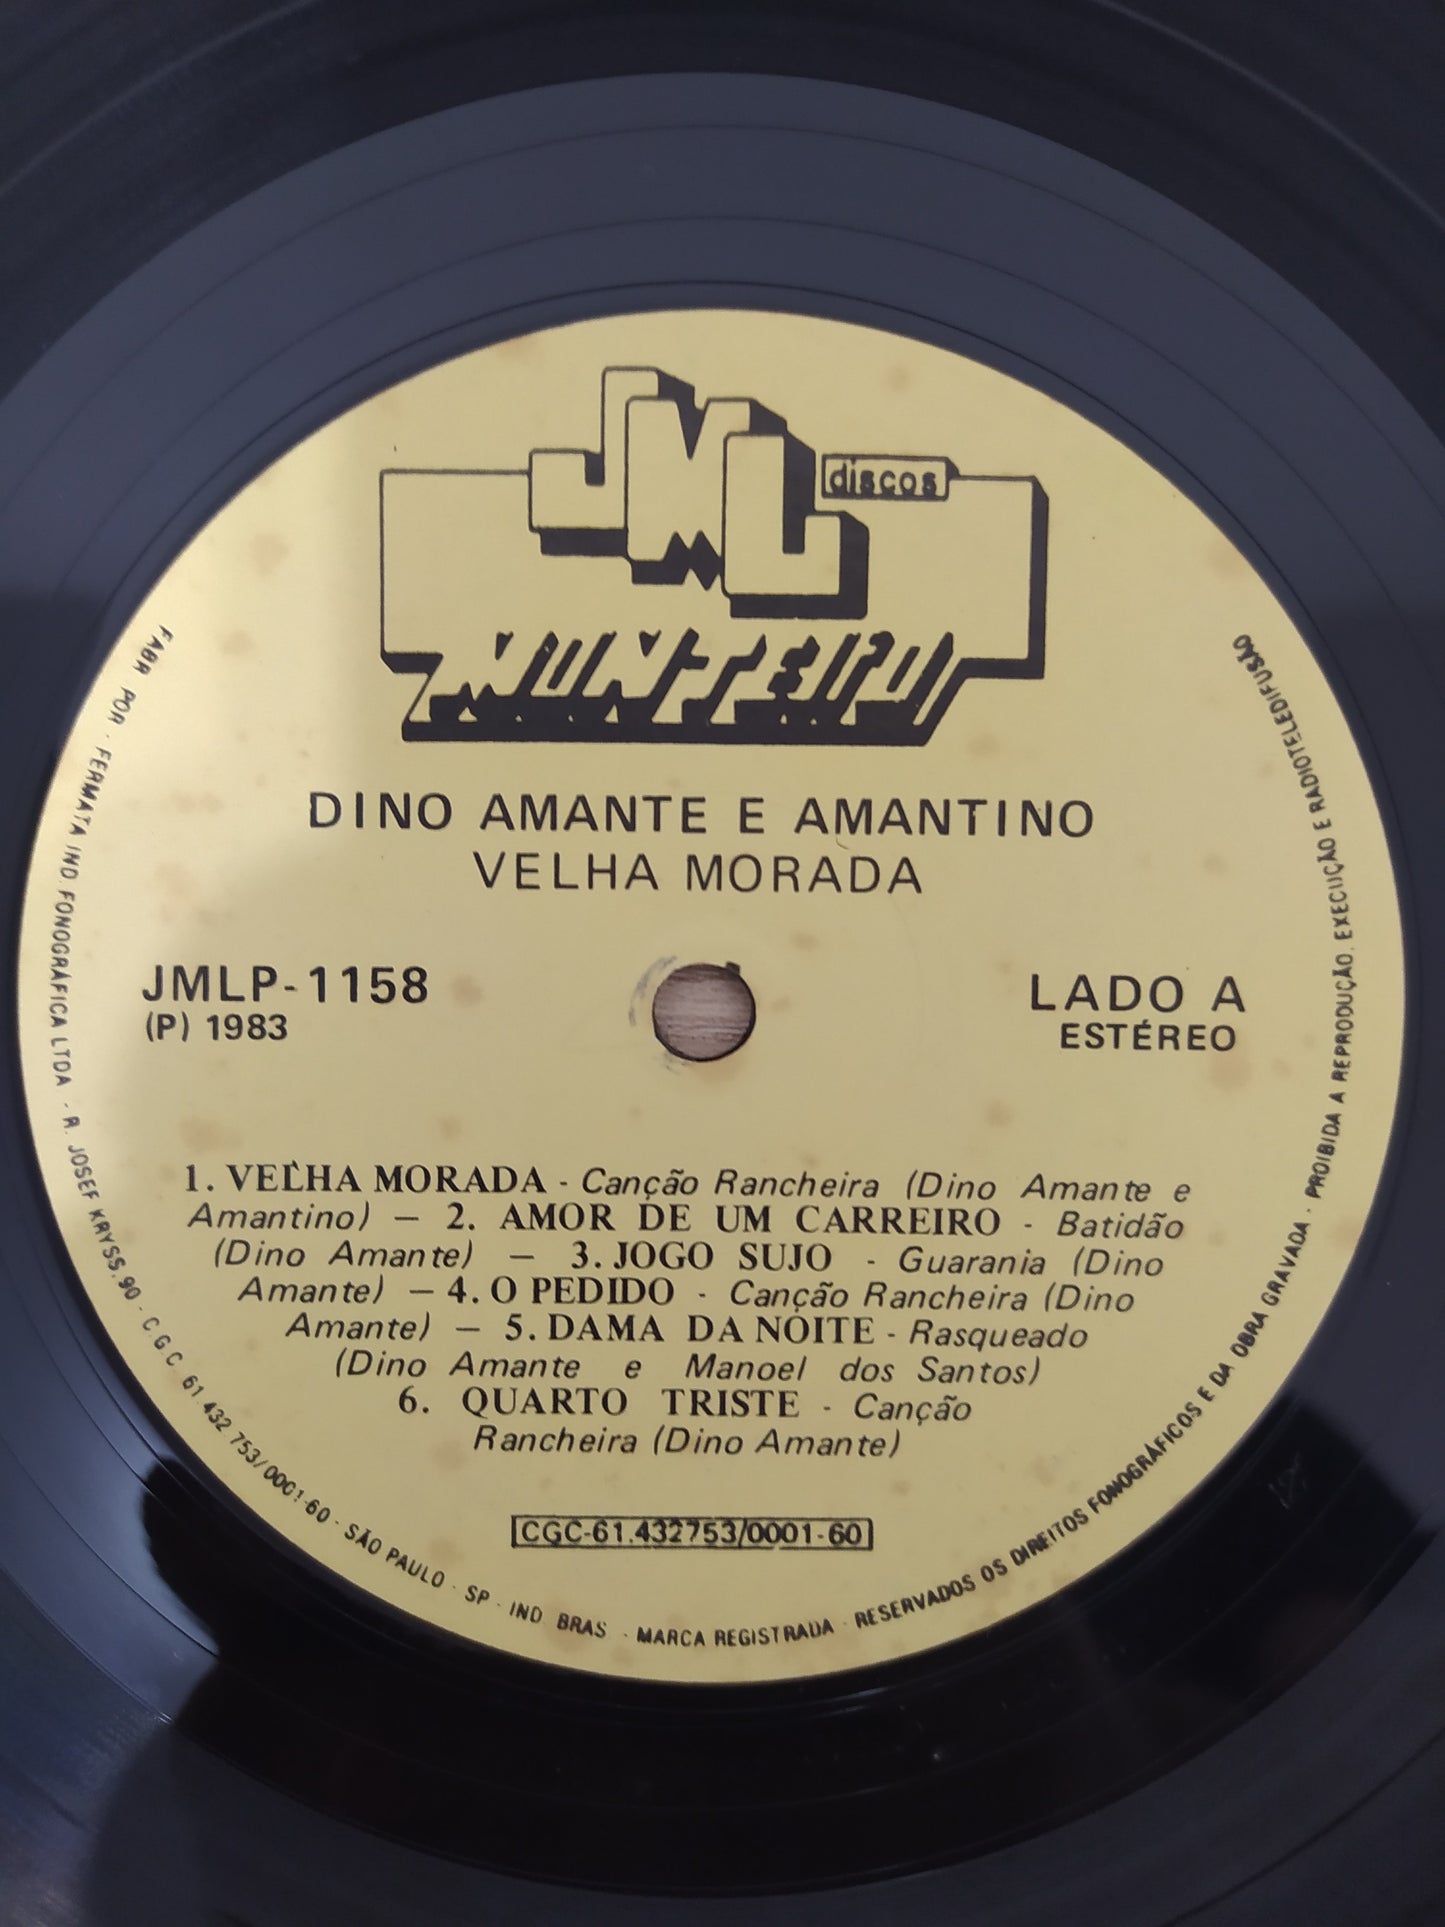 JML
discos
MONTEIRO
DINO AMANTE E AMANTINO
VELHA MORADA
JMLP-1158
(P) 1983
LADO A
ESTÉREO
1. VELHA MORADA - Canção Rancheira (Dino Amante e
Amantino) — 2. AMOR DE UM CARREIRO - Batidão
(Dino Amante) — 3. JOGO SUJO - Guarania (Dino
Amante) — 4. O PEDIDO - Canção Rancheira (Dino
Amante) — 5. DAMA DA NOITE - Rasqueado
(Dino Amante e Manoel dos Santos)
6. QUARTO TRISTE - Canção
Rancheira (Dino Amante)
CGC-61.432753/0001-60
FABR POR · FERMATA IND. FONOGRÁFICA LTDA - R. JOSEF KRYSS, 90 - C.G.C 61 432 753/0001-60 · SÃO PAULO · SP · IND BRAS · MARCA REGISTRADA · RESERVADOS OS DIREITOS FONOGRÁFICOS E DA OBRA GRAVADA · PROIBIDA A REPRODUÇÃO, EXECUÇÃO E RADIOTELEDIFUSÃO